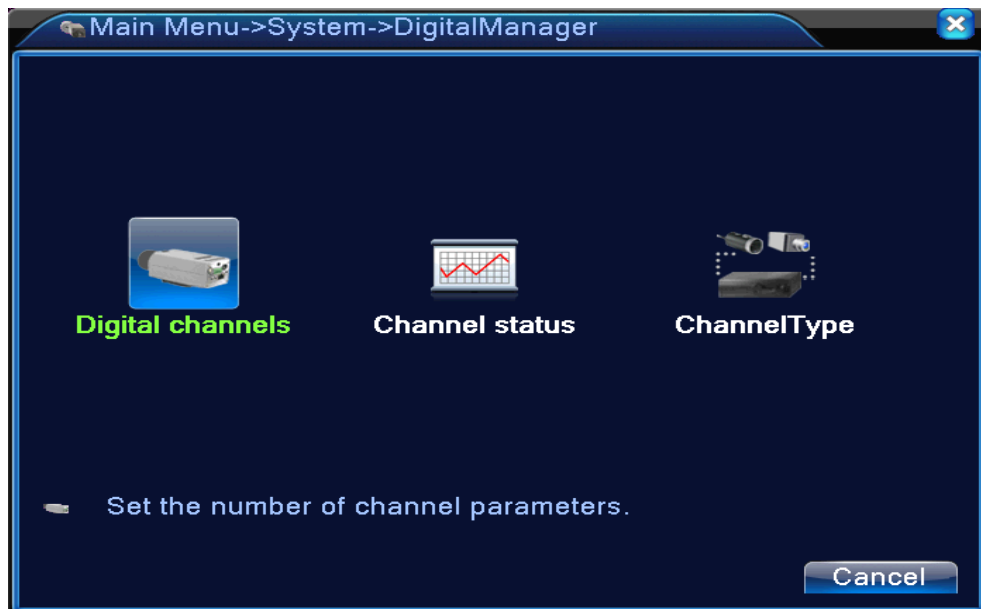 Main Menu->System->DigitalManager
Digital channels
Channel status
ChannelType
Set the number of channel parameters.
Cancel